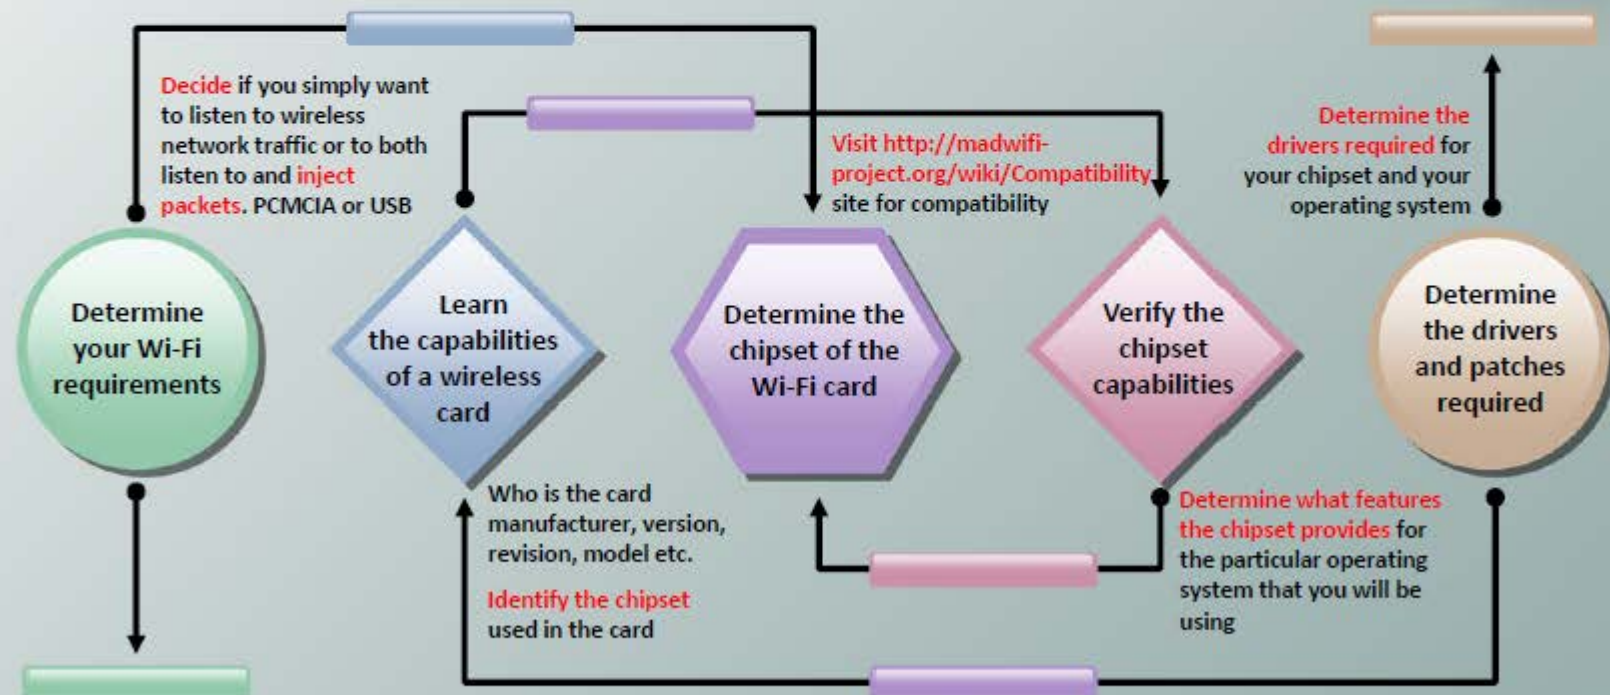 Decide if you simply want
to listen to wireless
network traffic or to both
listen to and inject
packets. PCMCIA or USB
Visit http://madwifi-
project.org/wiki/Compatibility
site for compatibility
Determine the
drivers required for
your chipset and your
operating system
Determine
your Wi-Fi
requirements
Learn
the capabilities
of a wireless
card
Determine the
chipset of the
Wi-Fi card
Verify the
chipset
capabilities
Determine
the drivers
and patches
required
Who is the card
manufacturer, version,
revision, model etc.
Identify the chipset
used in the card
Determine what features
the chipset provides for
the particular operating
system that you will be
using